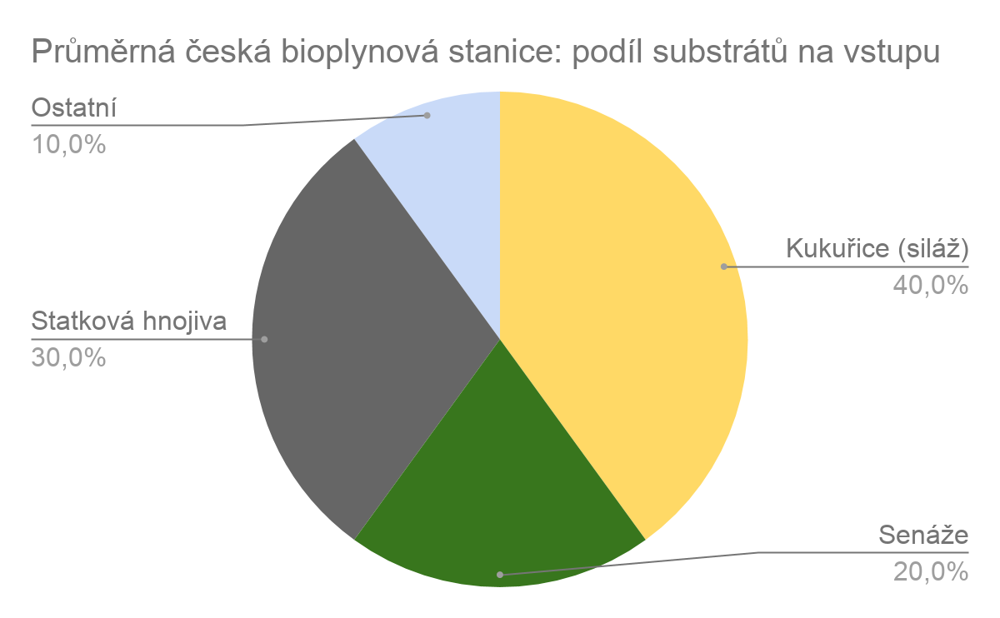 Průměrná česká bioplynová stanice: podíl substrátů na vstupu
Ostatní
10,0%
Kukuřice (siláž)
40,0%
Statková hnojiva
30,0%
Senáže
20,0%